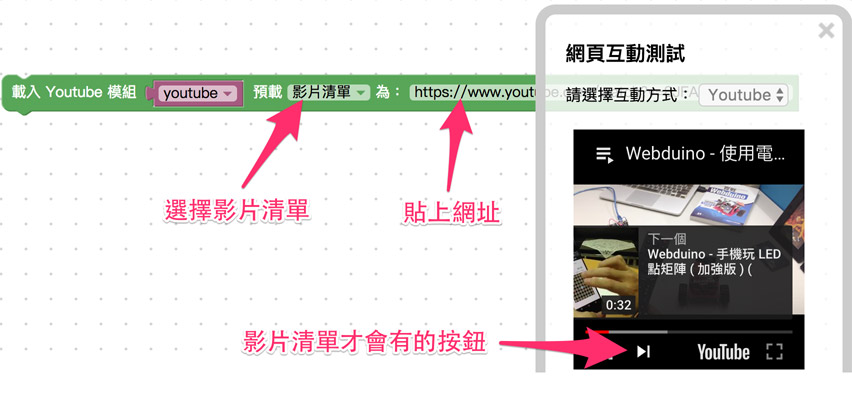 網頁互動測試
載入 Youtube 模組 youtube 預載 影片清單 為： https://www.youtube.
請選擇互動方式： Youtube
Webduino - 使用電...
選擇影片清單
貼上網址
下一個
Webduino - 手機玩 LED
點矩陣 ( 加強版 ) (
0:32
影片清單才會有的按鈕
YouTube